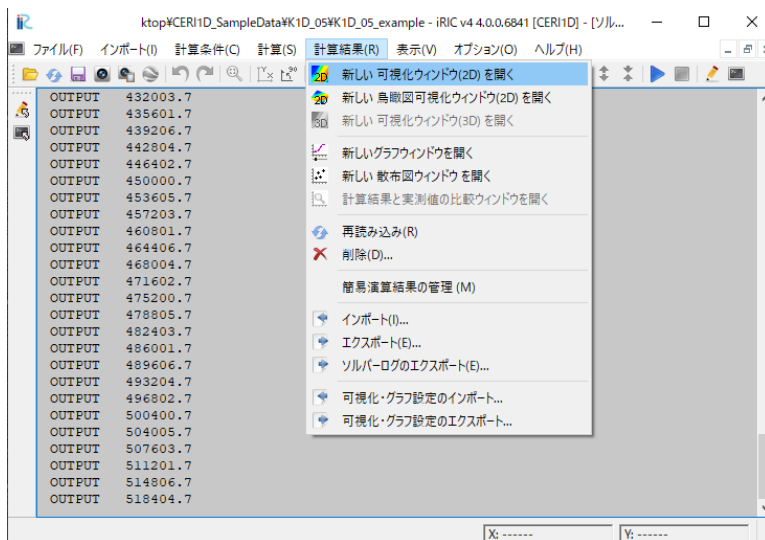 iRIC
ktop¥CERI1D_SampleData¥K1D_05¥K1D_05_example - iRIC v4 4.0.0.6841 [CERI1D] - [ソル...
ファイル(F) インポート(I) 計算条件(C) 計算(S) 計算結果(R) 表示(V) オプション(O) ヘルプ(H)
2D 新しい 可視化ウィンドウ(2D) を開く
2D 新しい 鳥瞰図可視化ウィンドウ(2D) を開く
3D 新しい 可視化ウィンドウ(3D) を開く
新しいグラフウィンドウを開く
新しい 散布図ウィンドウ を開く
計算結果と実測値の比較ウィンドウを開く
再読み込み(R)
削除(D)...
簡易演算結果の管理 (M)
インポート(I)...
エクスポート(E)...
ソルバーログのエクスポート(E)...
可視化・グラフ設定のインポート...
可視化・グラフ設定のエクスポート...
OUTPUT 432003.7
OUTPUT 435601.7
OUTPUT 439206.7
OUTPUT 442804.7
OUTPUT 446402.7
OUTPUT 450000.7
OUTPUT 453605.7
OUTPUT 457203.7
OUTPUT 460801.7
OUTPUT 464406.7
OUTPUT 468004.7
OUTPUT 471602.7
OUTPUT 475200.7
OUTPUT 478805.7
OUTPUT 482403.7
OUTPUT 486001.7
OUTPUT 489606.7
OUTPUT 493204.7
OUTPUT 496802.7
OUTPUT 500400.7
OUTPUT 504005.7
OUTPUT 507603.7
OUTPUT 511201.7
OUTPUT 514806.7
OUTPUT 518404.7
X: ------ Y: ------